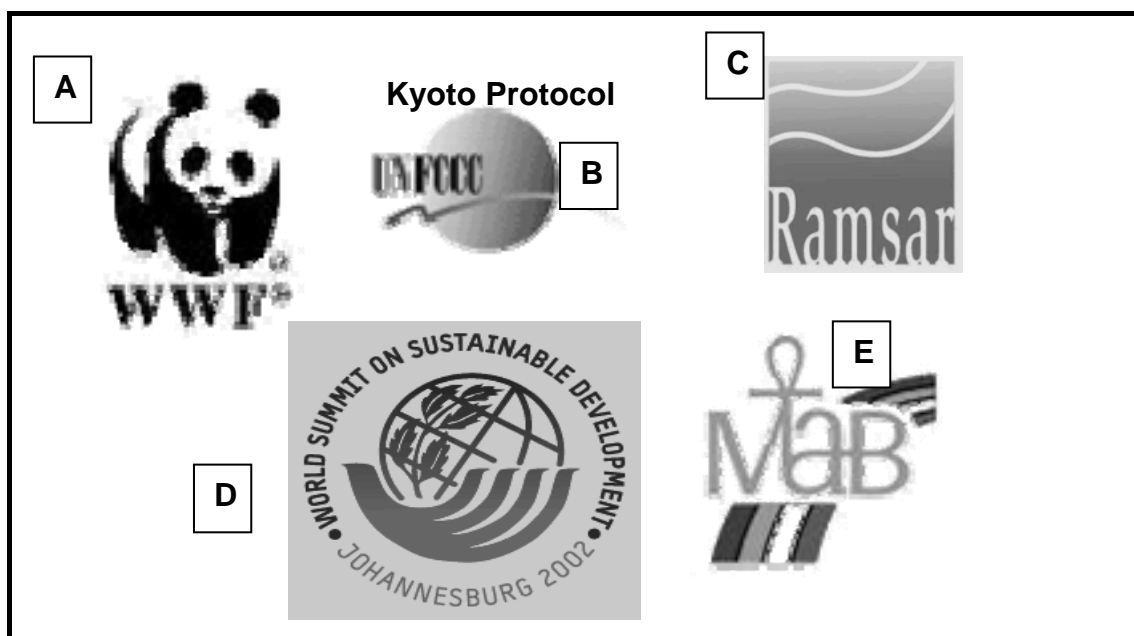 A
Kyoto Protocol
UNFCCC
B
C
Ramsar
WWF®
D
• WORLD SUMMIT ON SUSTAINABLE DEVELOPMENT •
JOHANNESBURG 2002
E
MaB